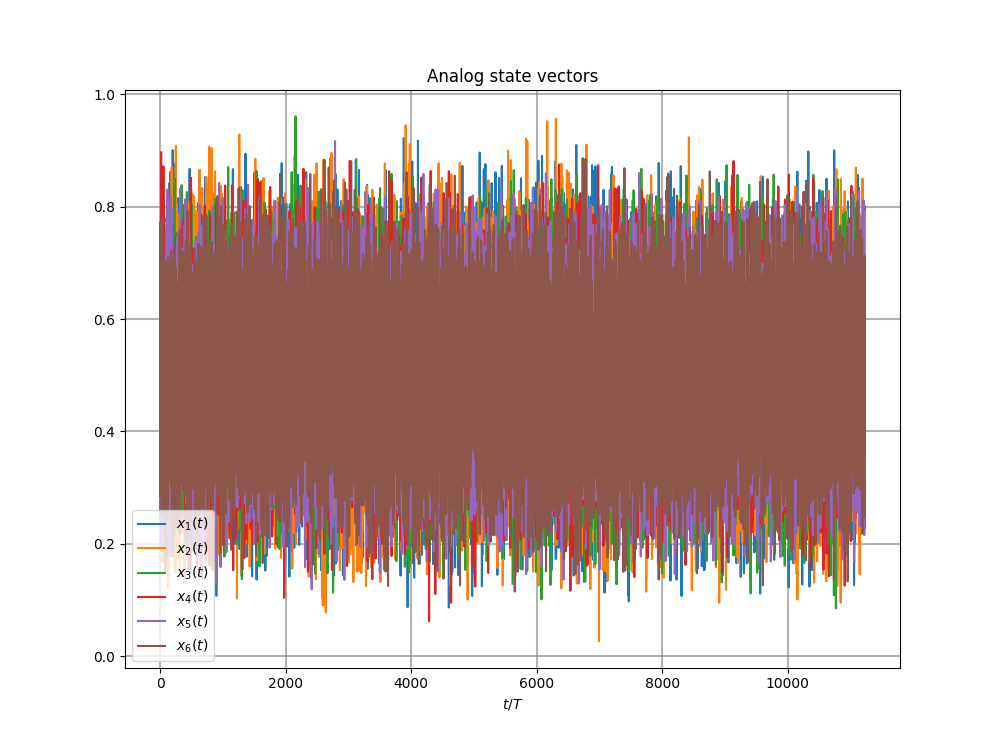 Analog state vectors
1.0
0.8
0.6
0.4
0.2
0.0
x₁(t)
x₂(t)
x₃(t)
x₄(t)
x₅(t)
x₆(t)
0 2000 4000 6000 8000 10000
t/T